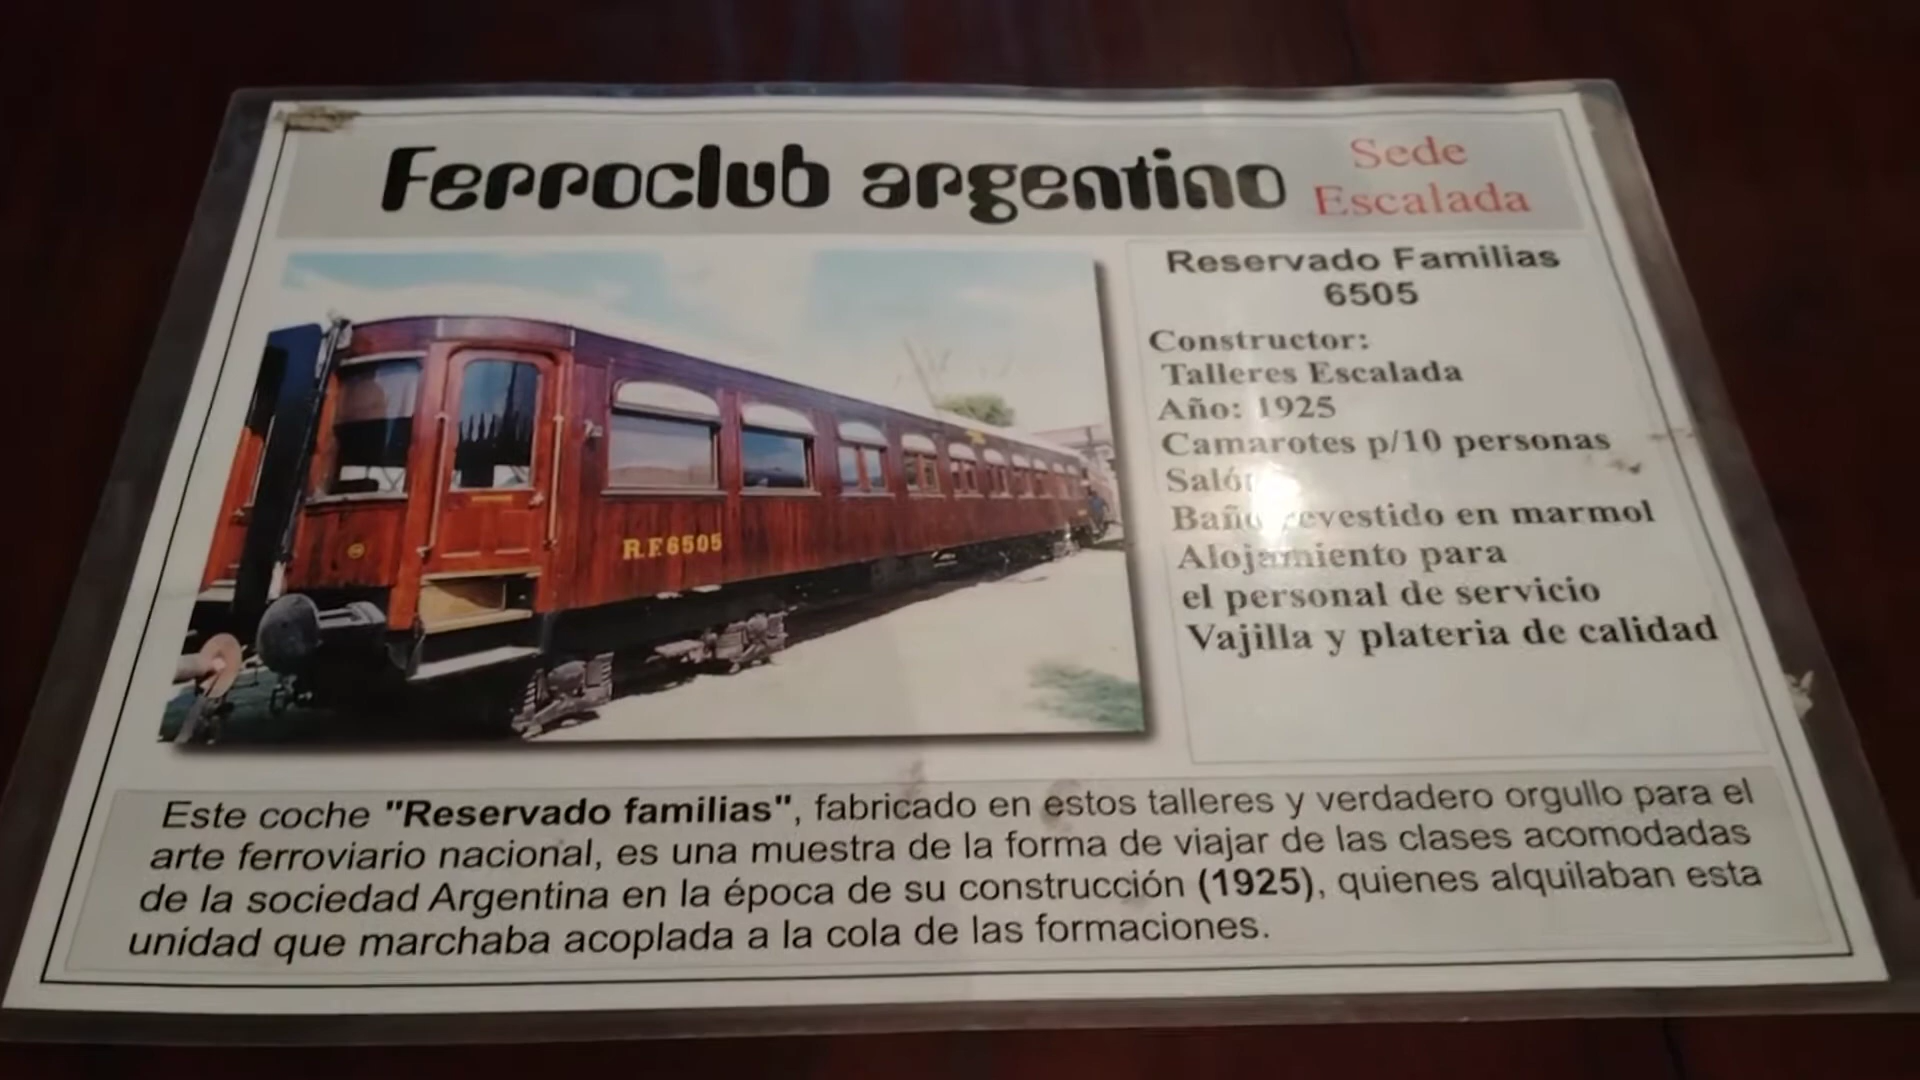 Ferroclub argentino
Sede
Escalada
R.F.6505
Reservado Familias
6505
Constructor:
Talleres Escalada
Año: 1925
Camarotes p/10 personas
Salón
Baño revestido en marmol
Alojamiento para
el personal de servicio
Vajilla y plateria de calidad
Este coche "Reservado familias", fabricado en estos talleres y verdadero orgullo para el
arte ferroviario nacional, es una muestra de la forma de viajar de las clases acomodadas
de la sociedad Argentina en la época de su construcción (1925), quienes alquilaban esta
unidad que marchaba acoplada a la cola de las formaciones.